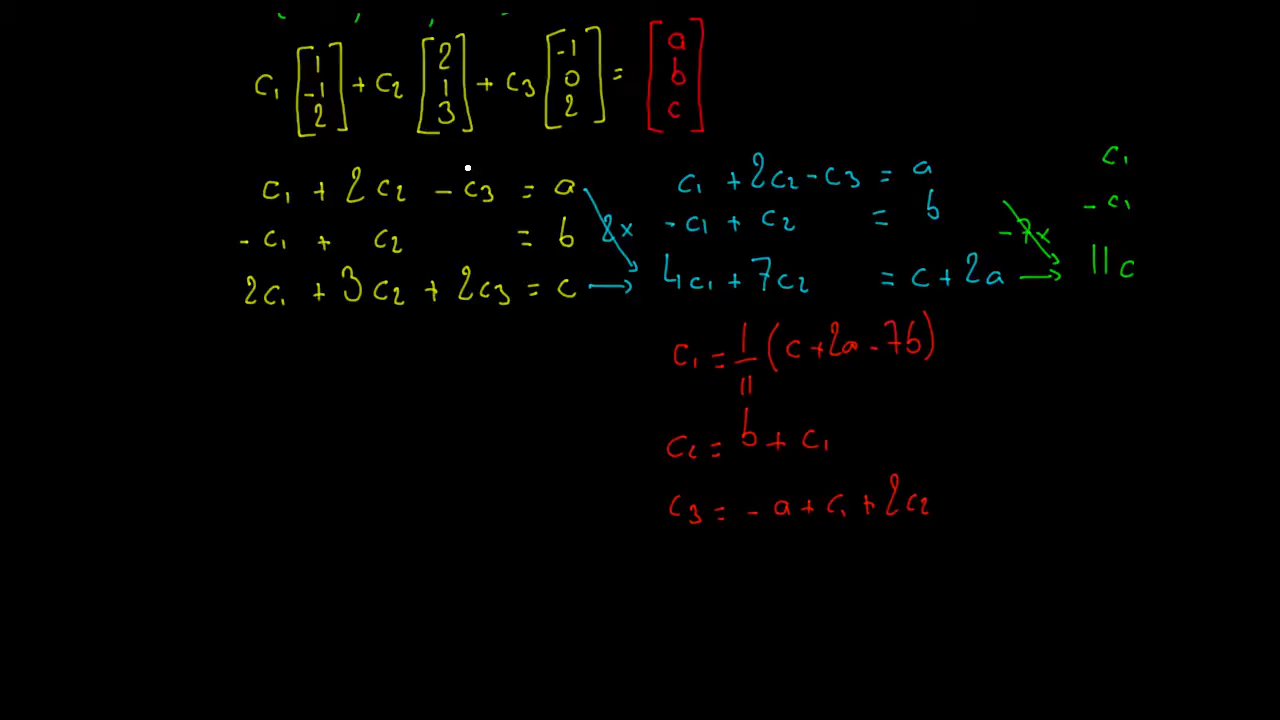 c₁ [1 -1 2] + c₂ [2 1 3] + c₃ [-1 0 2] = [a b c]
c₁ + 2c₂ - c₃ = a
- c₁ + c₂ = b
2c₁ + 3c₂ + 2c₃ = c
2x
c₁ + 2c₂ - c₃ = a
- c₁ + c₂ = b
4c₁ + 7c₂ = c + 2a
- 7x
c₁
- c₁
11c
c₁ = 1/11 (c + 2a - 7b)
c₂ = b + c₁
c₃ = - a + c₁ + 2c₂